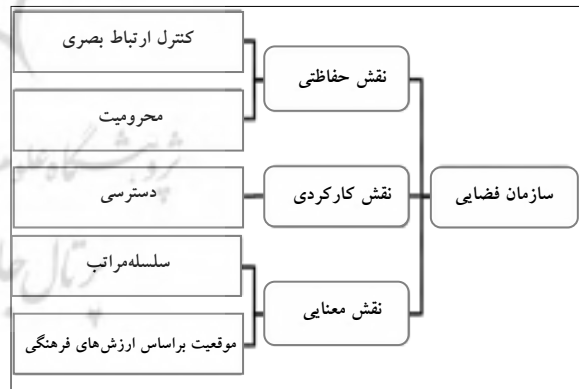 سازمان فضایی
نقش حفاظتی
کنترل ارتباط بصری
محرومیت
نقش کارکردی
دسترسی
نقش معنایی
سلسله‌مراتب
موقعیت براساس ارزش‌های فرهنگی